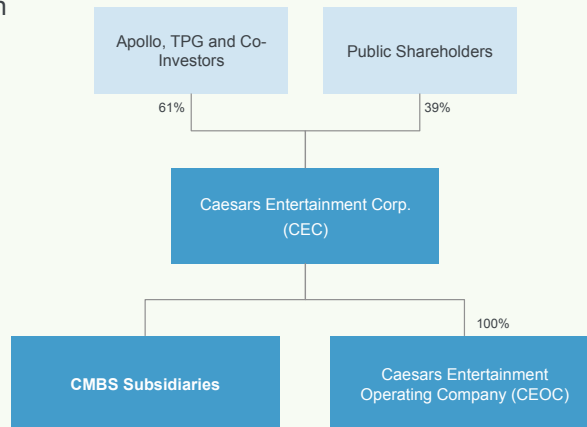 n
Apollo, TPG and Co-
Investors
Public Shareholders
61%
39%
Caesars Entertainment Corp.
(CEC)
100%
CMBS Subsidiaries
Caesars Entertainment
Operating Company (CEOC)